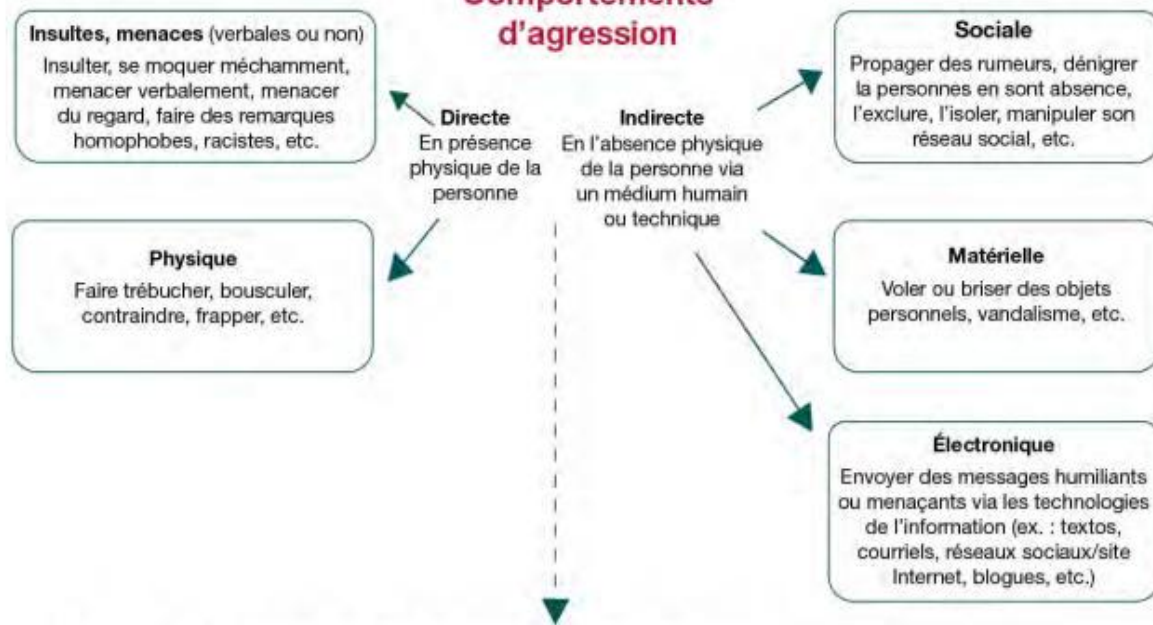 Comportements
d'agression
Insultes, menaces (verbales ou non)
Insulter, se moquer méchamment,
menacer verbalement, menacer
du regard, faire des remarques
homophobes, racistes, etc.
Directe
En présence
physique de la
personne
Physique
Faire trébucher, bousculer,
contraindre, frapper, etc.
Indirecte
En l'absence physique
de la personne via
un médium humain
ou technique
Sociale
Propager des rumeurs, dénigrer
la personnes en sont absence,
l'exclure, l'isoler, manipuler son
réseau social, etc.
Matérielle
Voler ou briser des objets
personnels, vandalisme, etc.
Électronique
Envoyer des messages humiliants
ou menaçants via les technologies
de l'information (ex. : textos,
courriels, réseaux sociaux/site
Internet, blogues, etc.)